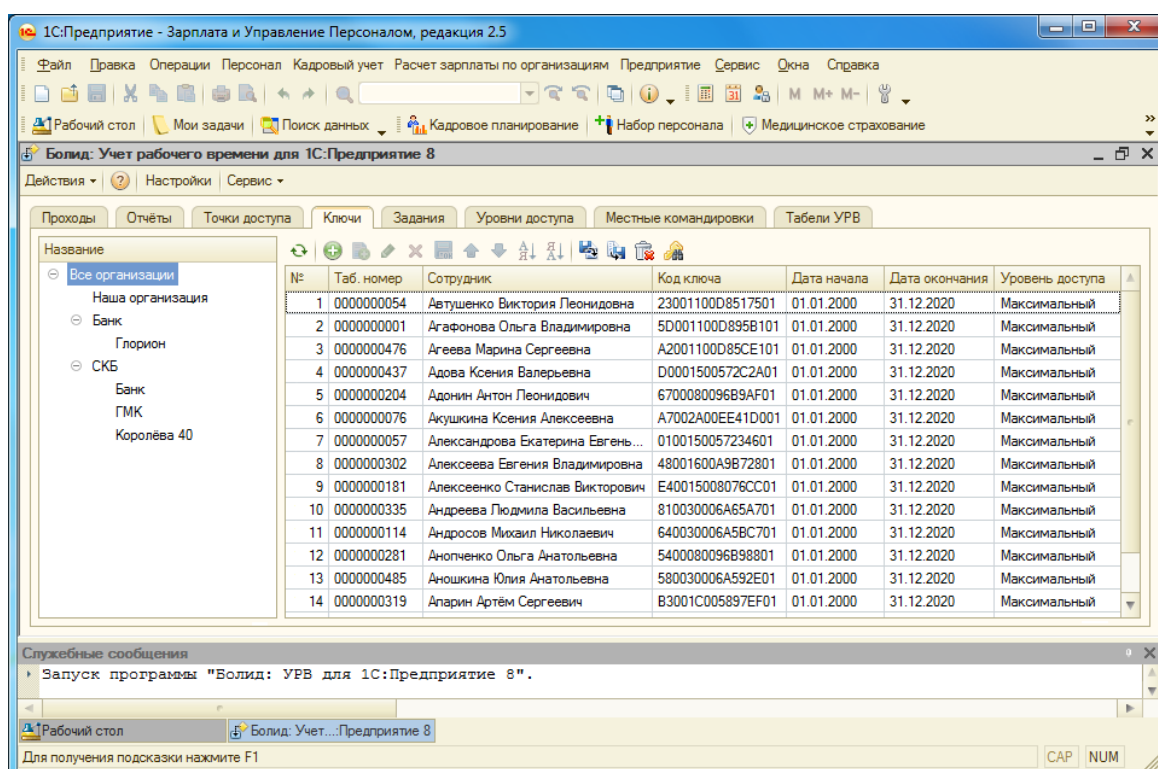 1С:Предприятие - Зарплата и Управление Персоналом, редакция 2.5
Файл Правка Операции Персонал Кадровый учет Расчет зарплаты по организациям Предприятие Сервис Окна Справка
M M+ M-
Рабочий стол Мои задачи Поиск данных Кадровое планирование Набор персонала Медицинское страхование
Болид: Учет рабочего времени для 1С:Предприятие 8
Действия Настройки Сервис
Проходы Отчёты Точки доступа Ключи Задания Уровни доступа Местные командировки Табели УРВ
Название
Все организации
Наша организация
Банк
Глорион
СКБ
Банк
ГМК
Королёва 40
№ Таб. номер Сотрудник Код ключа Дата начала Дата окончания Уровень доступа
1 0000000054 Автушенко Виктория Леонидовна 23001100D8517501 01.01.2000 31.12.2020 Максимальный
2 0000000001 Агафонова Ольга Владимировна 5D001100D895B101 01.01.2000 31.12.2020 Максимальный
3 0000000476 Агеева Марина Сергеевна A2001100D85CE101 01.01.2000 31.12.2020 Максимальный
4 0000000437 Адова Ксения Валерьевна D0001500572C2A01 01.01.2000 31.12.2020 Максимальный
5 0000000204 Адонин Антон Леонидович 6700080096B9AF01 01.01.2000 31.12.2020 Максимальный
6 0000000076 Акушкина Ксения Алексеевна A7002A00EE41D001 01.01.2000 31.12.2020 Максимальный
7 0000000057 Александрова Екатерина Евгень... 0100150057234601 01.01.2000 31.12.2020 Максимальный
8 0000000302 Алексеева Евгения Владимировна 48001600A9B72801 01.01.2000 31.12.2020 Максимальный
9 0000000181 Алексеенко Станислав Викторович E40015008076CC01 01.01.2000 31.12.2020 Максимальный
10 0000000335 Андреева Людмила Васильевна 810030006A65A701 01.01.2000 31.12.2020 Максимальный
11 0000000114 Андросов Михаил Николаевич 640030006A5BC701 01.01.2000 31.12.2020 Максимальный
12 0000000281 Анопченко Ольга Анатольевна 5400080096B98801 01.01.2000 31.12.2020 Максимальный
13 0000000485 Аношкина Юлия Анатольевна 580030006A592E01 01.01.2000 31.12.2020 Максимальный
14 0000000319 Апарин Артём Сергеевич B3001C005897EF01 01.01.2000 31.12.2020 Максимальный
Служебные сообщения
Запуск программы "Болид: УРВ для 1С:Предприятие 8".
Рабочий стол Болид: Учет...:Предприятие 8
Для получения подсказки нажмите F1 CAP NUM